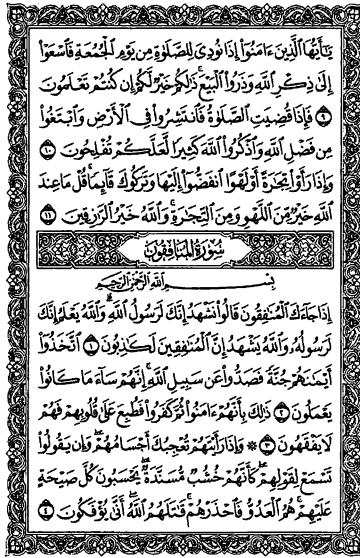 يَـٰٓأَيُّهَا ٱلَّذِينَ ءَامَنُوٓا۟ إِذَا نُودِىَ لِلصَّلَوٰةِ مِن يَوْمِ ٱلْجُمُعَةِ فَٱسْعَوْا۟
إِلَىٰ ذِكْرِ ٱللَّهِ وَذَرُوا۟ ٱلْبَيْعَ ۚ ذَٰلِكُمْ خَيْرٌ لَّكُمْ إِن كُنتُمْ تَعْلَمُونَ
٩ فَإِذَا قُضِيَتِ ٱلصَّلَوٰةُ فَٱنتَشِرُوا۟ فِى ٱلْأَرْضِ وَٱبْتَغُوا۟
مِن فَضْلِ ٱللَّهِ وَٱذْكُرُوا۟ ٱللَّهَ كَثِيرًا لَّعَلَّكُمْ تُفْلِحُونَ ١٠
وَإِذَا رَأَوْا۟ تِجَـٰرَةً أَوْ لَهْوًا ٱنفَضُّوٓا۟ إِلَيْهَا وَتَرَكُوكَ قَآئِمًا ۚ قُلْ مَا عِندَ
ٱللَّهِ خَيْرٌ مِّنَ ٱللَّهْوِ وَمِنَ ٱلتِّجَـٰرَةِ ۚ وَٱللَّهُ خَيْرُ ٱلرَّٰزِقِينَ ١١
سُورَةُ المُنَافِقُونَ
بِسْمِ ٱللَّهِ ٱلرَّحْمَـٰنِ ٱلرَّحِيمِ
إِذَا جَآءَكَ ٱلْمُنَـٰفِقُونَ قَالُوا۟ نَشْهَدُ إِنَّكَ لَرَسُولُ ٱللَّهِ ۗ وَٱللَّهُ يَعْلَمُ إِنَّكَ
لَرَسُولُهُۥ وَٱللَّهُ يَشْهَدُ إِنَّ ٱلْمُنَـٰفِقِينَ لَكَـٰذِبُونَ ١ ٱتَّخَذُوٓا۟
أَيْمَـٰنَهُمْ جُنَّةً فَصَدُّوا۟ عَن سَبِيلِ ٱللَّهِ ۚ إِنَّهُمْ سَآءَ مَا كَانُوا۟
يَعْمَلُونَ ٢ ذَٰلِكَ بِأَنَّهُمْ ءَامَنُوا۟ ثُمَّ كَفَرُوا۟ فَطُبِعَ عَلَىٰ قُلُوبِهِمْ فَهُمْ
لَا يَفْقَهُونَ ٣ ۞ وَإِذَا رَأَيْتَهُمْ تُعْجِبُكَ أَجْسَامُهُمْ ۖ وَإِن يَقُولُوا۟
تَسْمَعْ لِقَوْلِهِمْ ۖ كَأَنَّهُمْ خُشُبٌ مُّسَنَّدَةٌ ۖ يَحْسَبُونَ كُلَّ صَيْحَةٍ
عَلَيْهِمْ ۚ هُمُ ٱلْعَدُوُّ فَٱحْذَرْهُمْ ۚ قَـٰتَلَهُمُ ٱللَّهُ ۖ أَنَّىٰ يُؤْفَكُونَ ٤